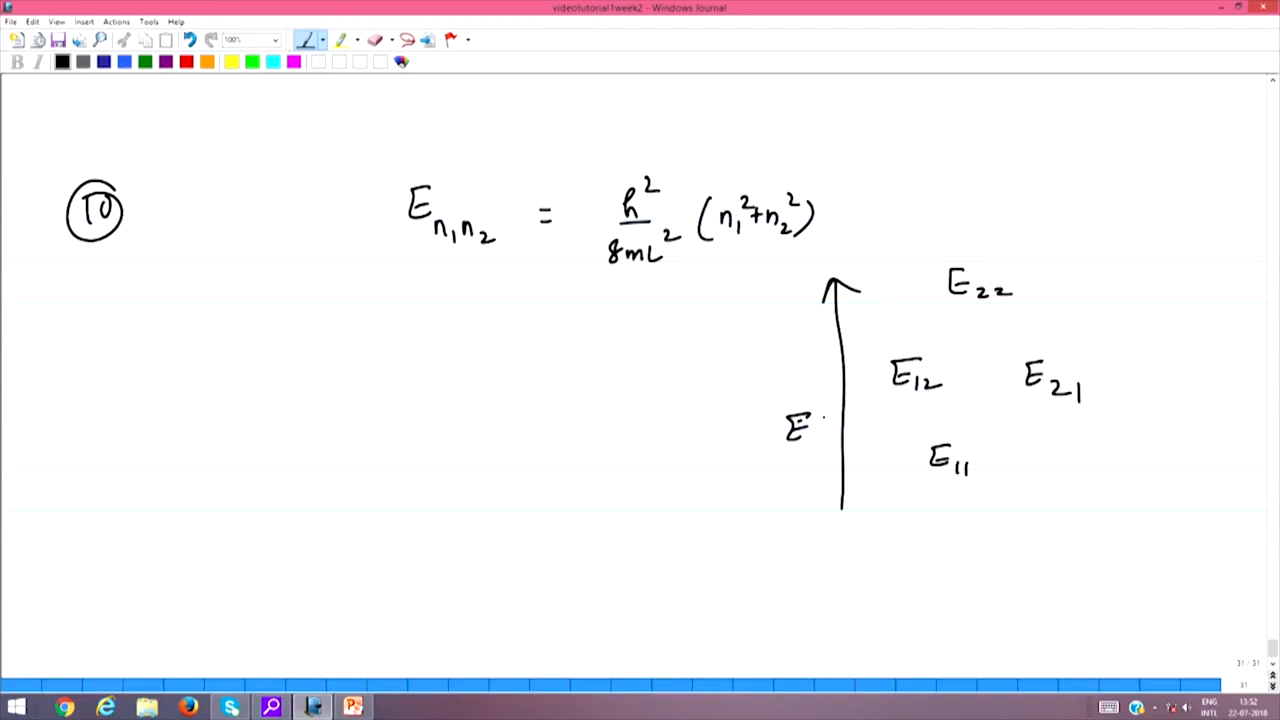 videotutorial1week2 - Windows Journal
File Edit View Insert Actions Tools Help
100%
B I
10 E_{n_1 n_2} = \frac{h^2}{8mL^2} (n_1^2 + n_2^2)
E_{22}
E_{12} E_{21}
E
E_{11}
31 / 31
31
ENG 13:52
INTL 22-07-2018